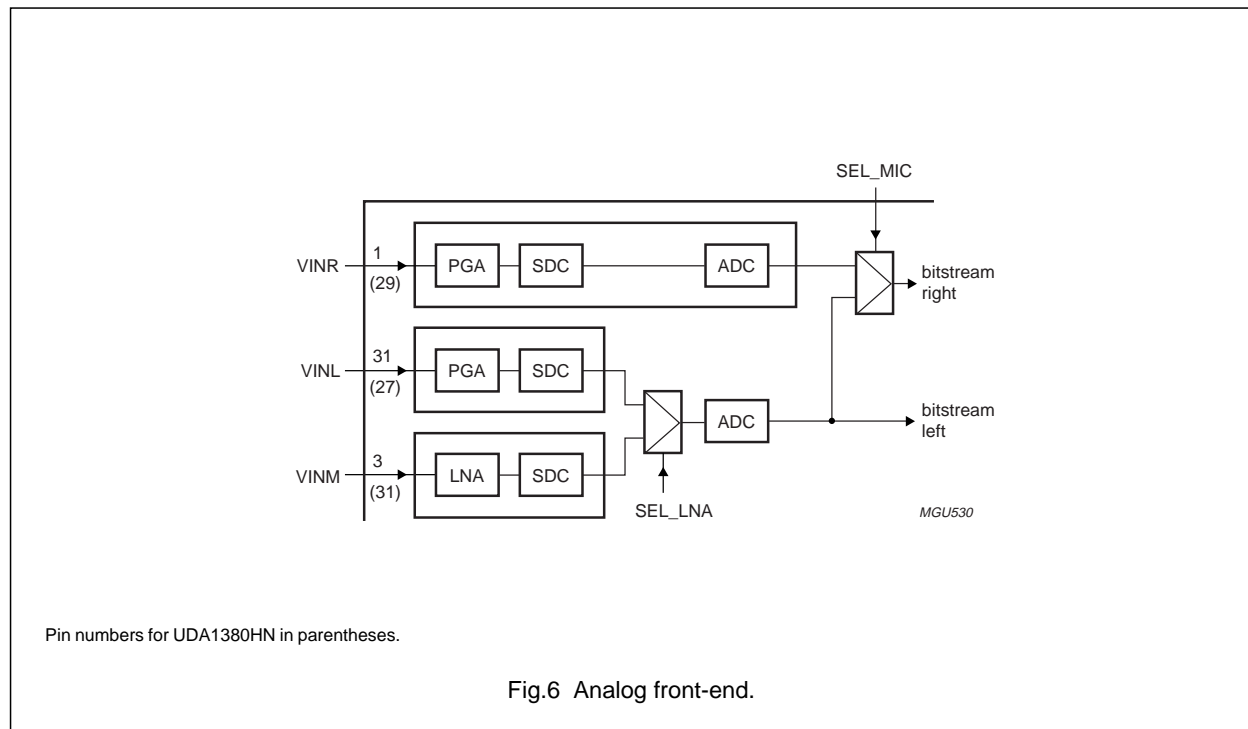 SEL_MIC
VINR
1
(29)
PGA
SDC
ADC
bitstream
right
VINL
31
(27)
PGA
SDC
ADC
bitstream
left
VINM
3
(31)
LNA
SDC
SEL_LNA
MGU530
Pin numbers for UDA1380HN in parentheses.
Fig.6 Analog front-end.